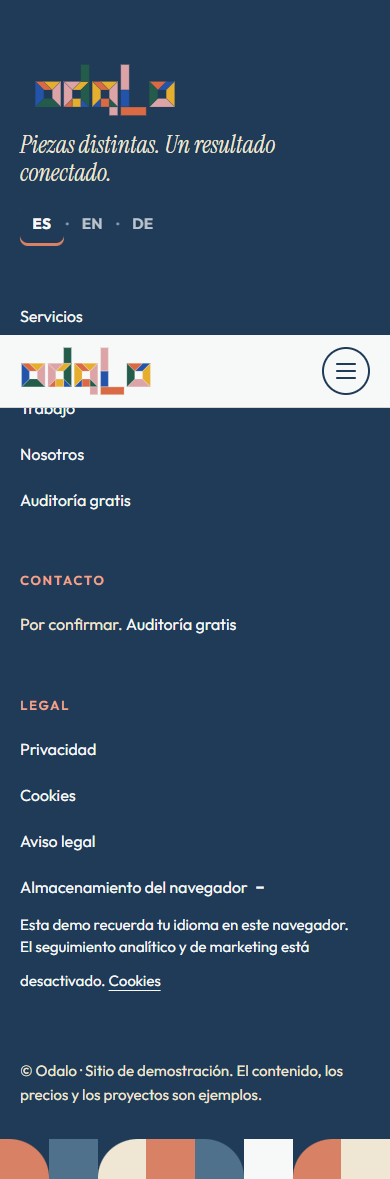 odaLo
Piezas distintas. Un resultado
conectado.
ES · EN · DE
Servicios
odaLo
Trabajo
Nosotros
Auditoría gratis
CONTACTO
Por confirmar. Auditoría gratis
LEGAL
Privacidad
Cookies
Aviso legal
Almacenamiento del navegador –
Esta demo recuerda tu idioma en este navegador.
El seguimiento analítico y de marketing está
desactivado. Cookies
© Odalo · Sitio de demostración. El contenido, los
precios y los proyectos son ejemplos.